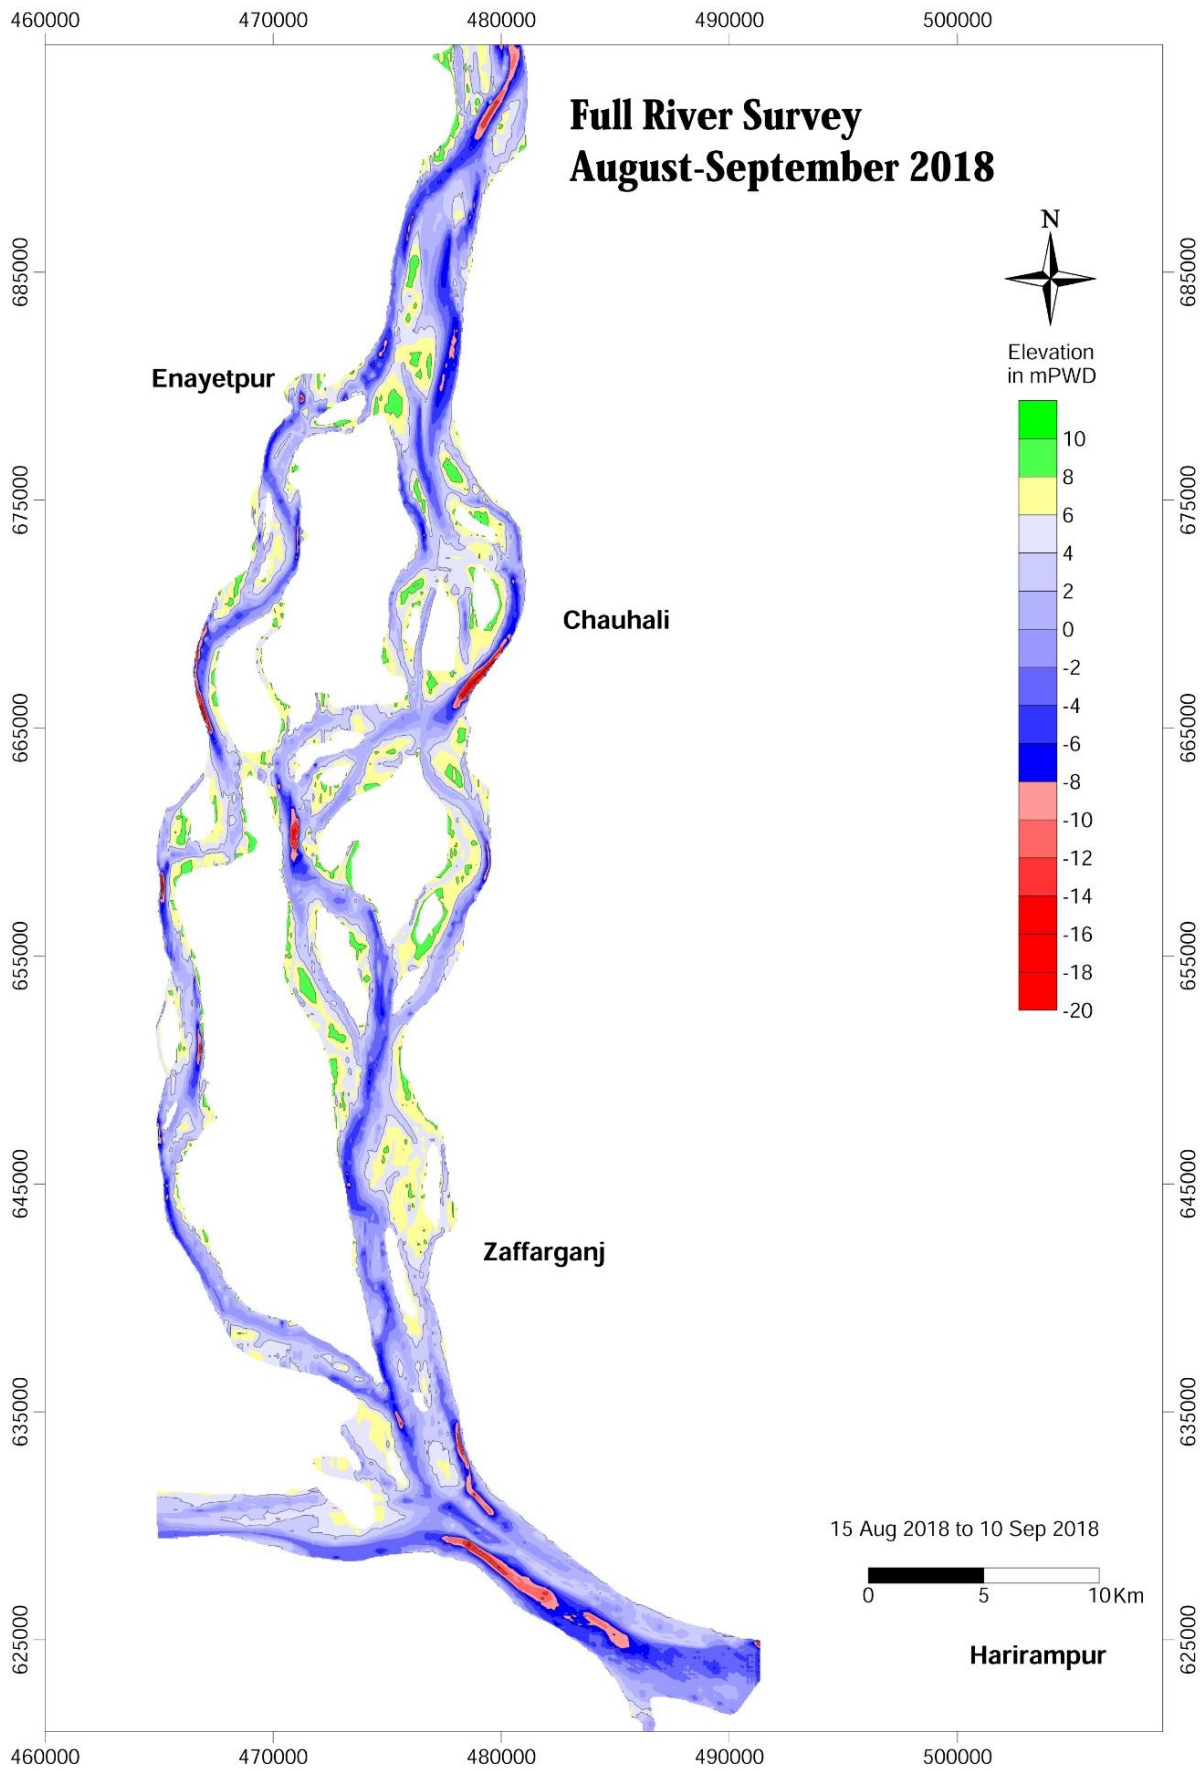 460000 470000 480000 490000 500000
Full River Survey
August-September 2018
N
685000 685000
Elevation
in mPWD
Enayetpur
10
8
6
4
2
0
-2
-4
-6
-8
-10
-12
-14
-16
-18
-20
675000 675000
Chauhali
665000 665000
655000 655000
645000 645000
Zaffarganj
635000 635000
15 Aug 2018 to 10 Sep 2018
0 5 10Km
625000 625000
Harirampur
460000 470000 480000 490000 500000